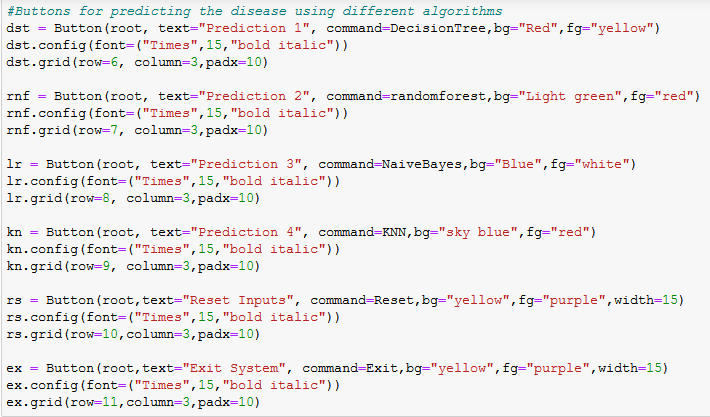 #Buttons for predicting the disease using different algorithms
dst = Button(root, text="Prediction 1", command=DecisionTree,bg="Red",fg="yellow")
dst.config(font=("Times",15,"bold italic"))
dst.grid(row=6, column=3,padx=10)
rnf = Button(root, text="Prediction 2", command=randomforest,bg="Light green",fg="red")
rnf.config(font=("Times",15,"bold italic"))
rnf.grid(row=7, column=3,padx=10)
lr = Button(root, text="Prediction 3", command=NaiveBayes,bg="Blue",fg="white")
lr.config(font=("Times",15,"bold italic"))
lr.grid(row=8, column=3,padx=10)
kn = Button(root, text="Prediction 4", command=KNN,bg="sky blue",fg="red")
kn.config(font=("Times",15,"bold italic"))
kn.grid(row=9, column=3,padx=10)
rs = Button(root,text="Reset Inputs", command=Reset,bg="yellow",fg="purple",width=15)
rs.config(font=("Times",15,"bold italic"))
rs.grid(row=10,column=3,padx=10)
ex = Button(root,text="Exit System", command=Exit,bg="yellow",fg="purple",width=15)
ex.config(font=("Times",15,"bold italic"))
ex.grid(row=11,column=3,padx=10)